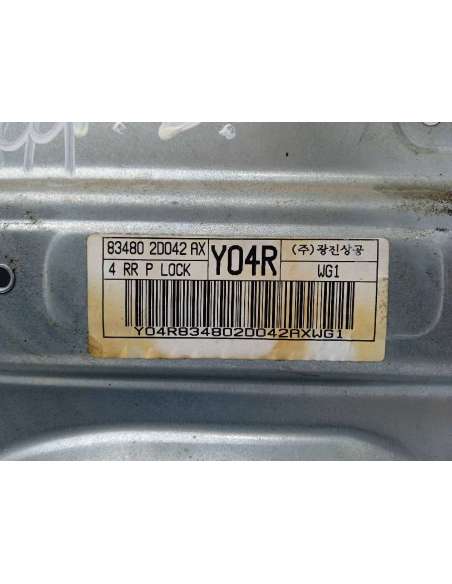 83480 2D042 AX
4 RR P LOCK
Y04R
(주)광진상공
WG1
Y04R834802D042AXWG1